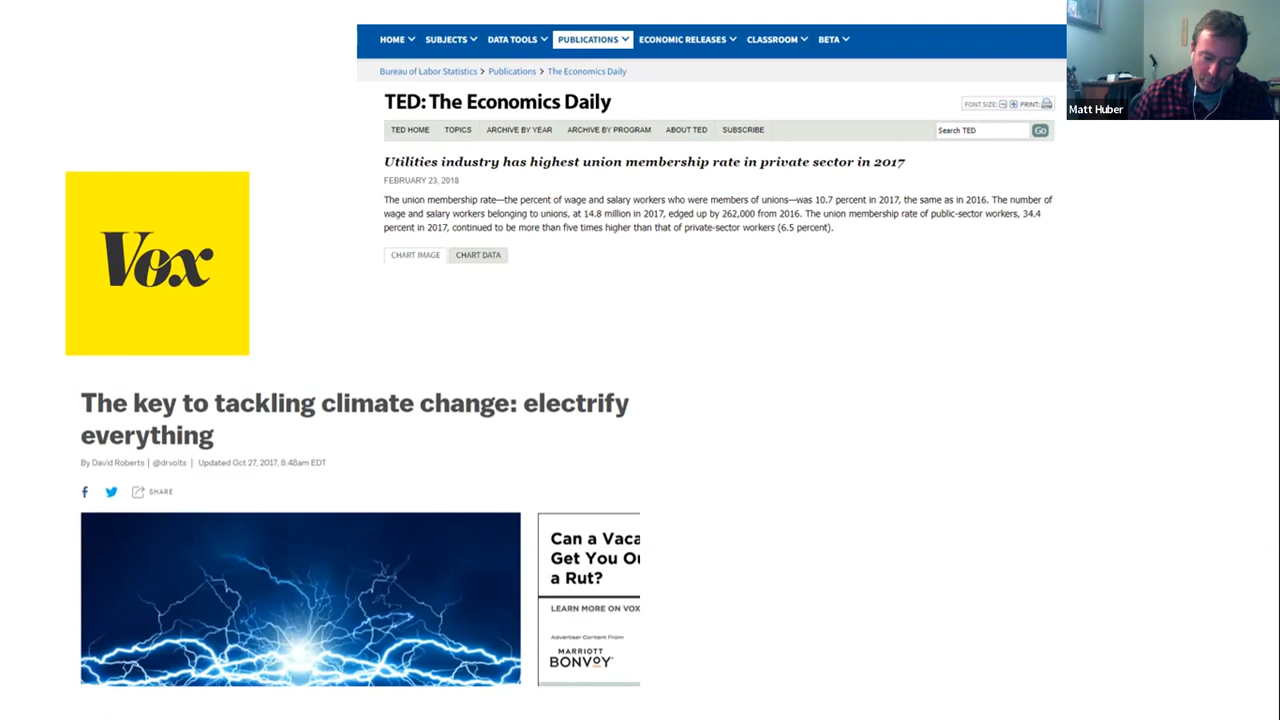 HOME SUBJECTS DATA TOOLS PUBLICATIONS ECONOMIC RELEASES CLASSROOM BETA
Bureau of Labor Statistics > Publications > The Economics Daily
TED: The Economics Daily
FONT SIZE: PRINT:
TED HOME TOPICS ARCHIVE BY YEAR ARCHIVE BY PROGRAM ABOUT TED SUBSCRIBE
Search TED Go
Utilities industry has highest union membership rate in private sector in 2017
FEBRUARY 23, 2018
The union membership rate—the percent of wage and salary workers who were members of unions—was 10.7 percent in 2017, the same as in 2016. The number of
wage and salary workers belonging to unions, at 14.8 million in 2017, edged up by 262,000 from 2016. The union membership rate of public-sector workers, 34.4
percent in 2017, continued to be more than five times higher than that of private-sector workers (6.5 percent).
CHART IMAGE CHART DATA
Matt Huber
Vox
The key to tackling climate change: electrify
everything
By David Roberts | @drvolts | Updated Oct 27, 2017, 8:48am EDT
SHARE
Can a Vaca
Get You Ou
a Rut?
LEARN MORE ON VOX
Advertiser Content From
MARRIOTT
BONVOY